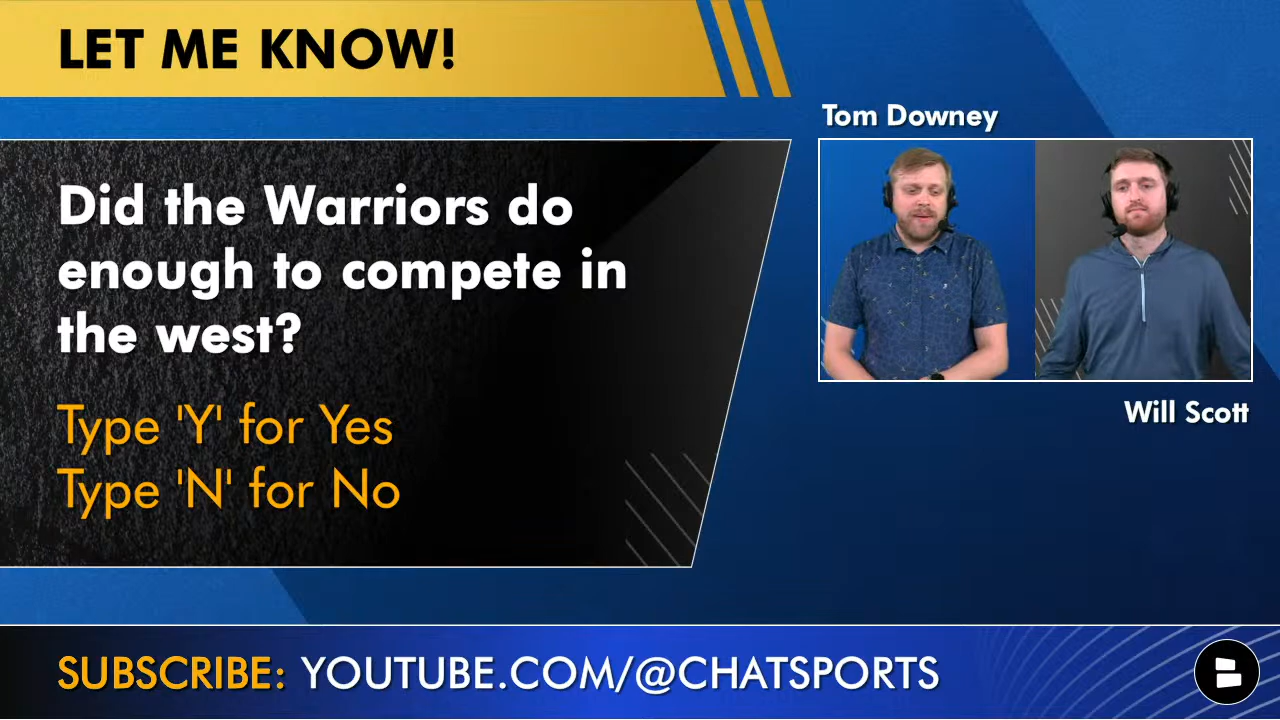 LET ME KNOW!
Tom Downey
Did the Warriors do
enough to compete in
the west?
Type 'Y' for Yes
Type 'N' for No
Will Scott
SUBSCRIBE: YOUTUBE.COM/@CHATSPORTS